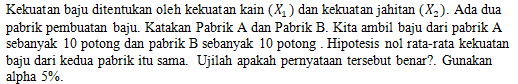 Kekuatan baju ditentukan oleh kekuatan kain (X₁) dan kekuatan jahitan (X₂). Ada dua
pabrik pembuatan baju. Katakan Pabrik A dan Pabrik B. Kita ambil baju dari pabrik A
sebanyak 10 potong dan pabrik B sebanyak 10 potong . Hipotesis nol rata-rata kekuatan
baju dari kedua pabrik itu sama. Ujilah apakah pernyataan tersebut benar?. Gunakan
alpha 5%.